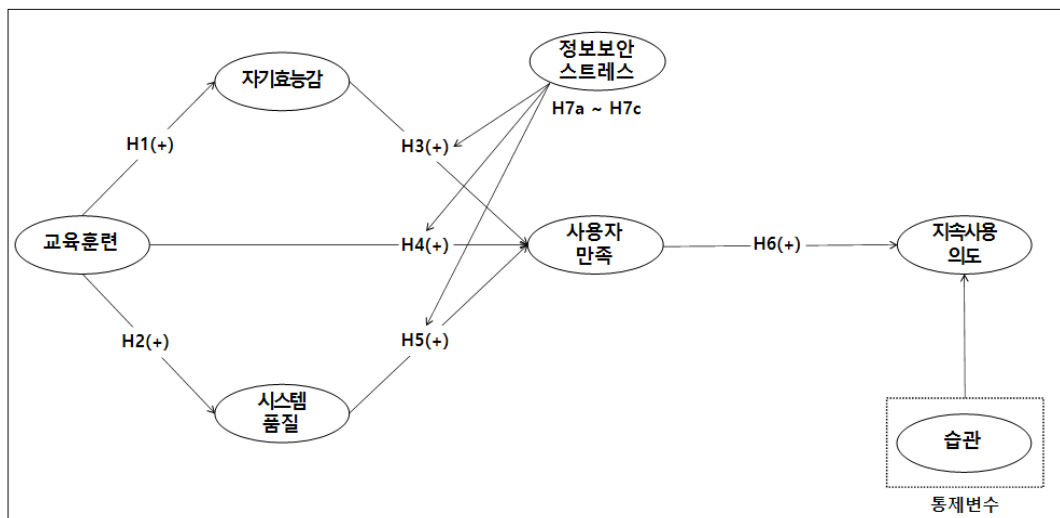 정보보안
스트레스
자기효능감
H7a ~ H7c
H1(+)
H3(+)
교육훈련
H4(+)
사용자
만족
H6(+)
지속사용
의도
H2(+)
H5(+)
시스템
품질
습관
통제변수